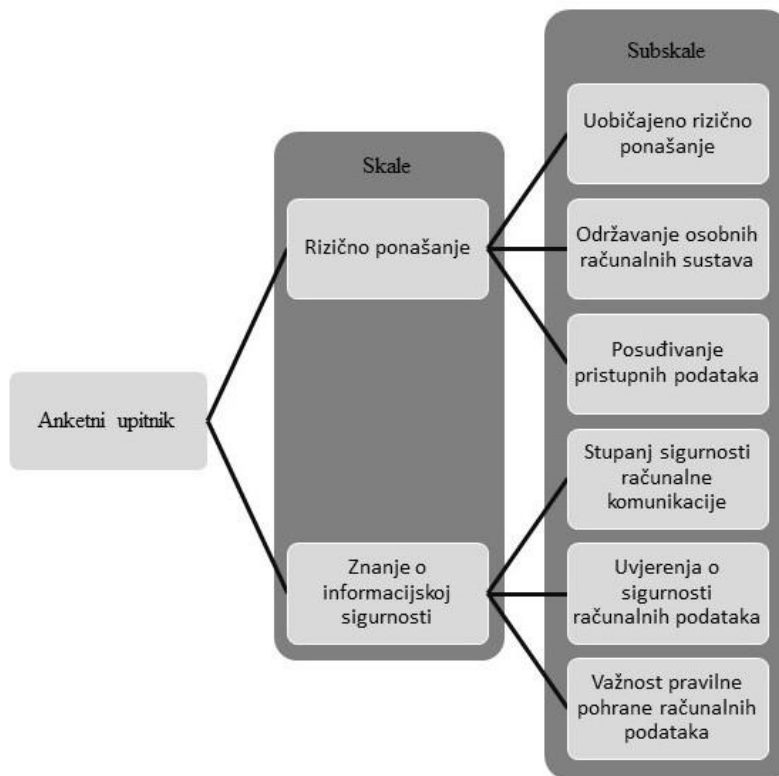 Subskale
Uobičajeno rizično
ponašanje
Skale
Rizično ponašanje
Održavanje osobnih
računalnih sustava
Posuđivanje
pristupnih podataka
Anketni upitnik
Stupanj sigurnosti
računalne
komunikacije
Znanje o
informacijskoj
sigurnosti
Uvjerenja o
sigurnosti
računalnih podataka
Važnost pravilne
pohrane računalnih
podataka